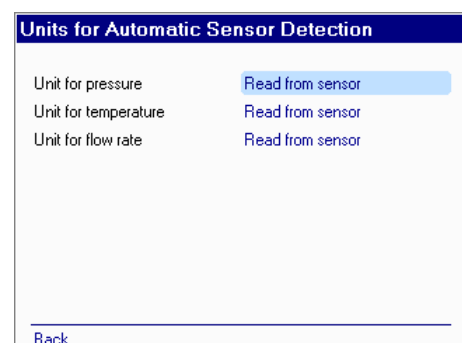 Units for Automatic Sensor Detection
Unit for pressure Read from sensor
Unit for temperature Read from sensor
Unit for flow rate Read from sensor
Back